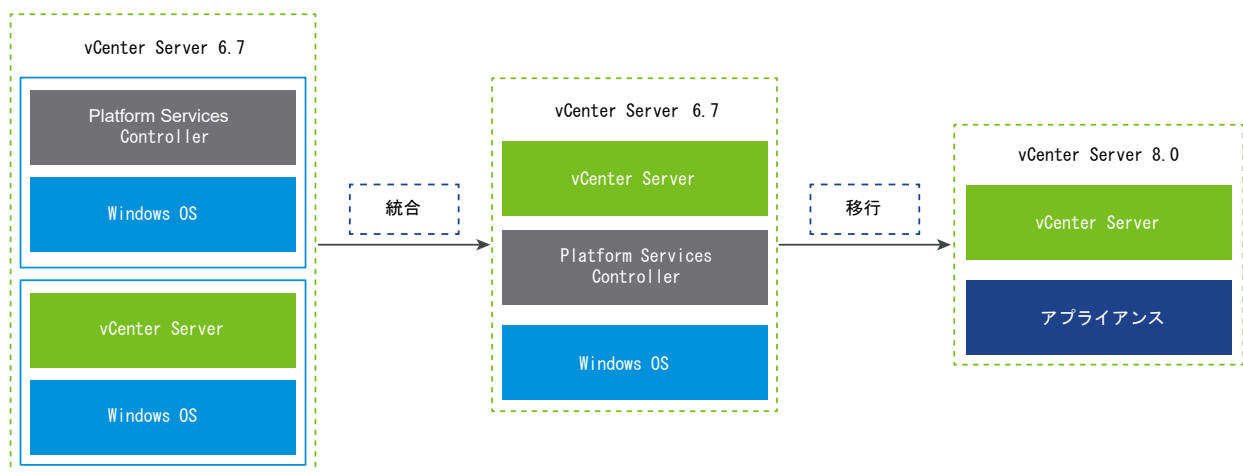 vCenter Server 6.7
Platform Services
Controller
Windows OS
vCenter Server
Windows OS
統合
vCenter Server 6.7
vCenter Server
Platform Services
Controller
Windows OS
移行
vCenter Server 8.0
vCenter Server
アプライアンス